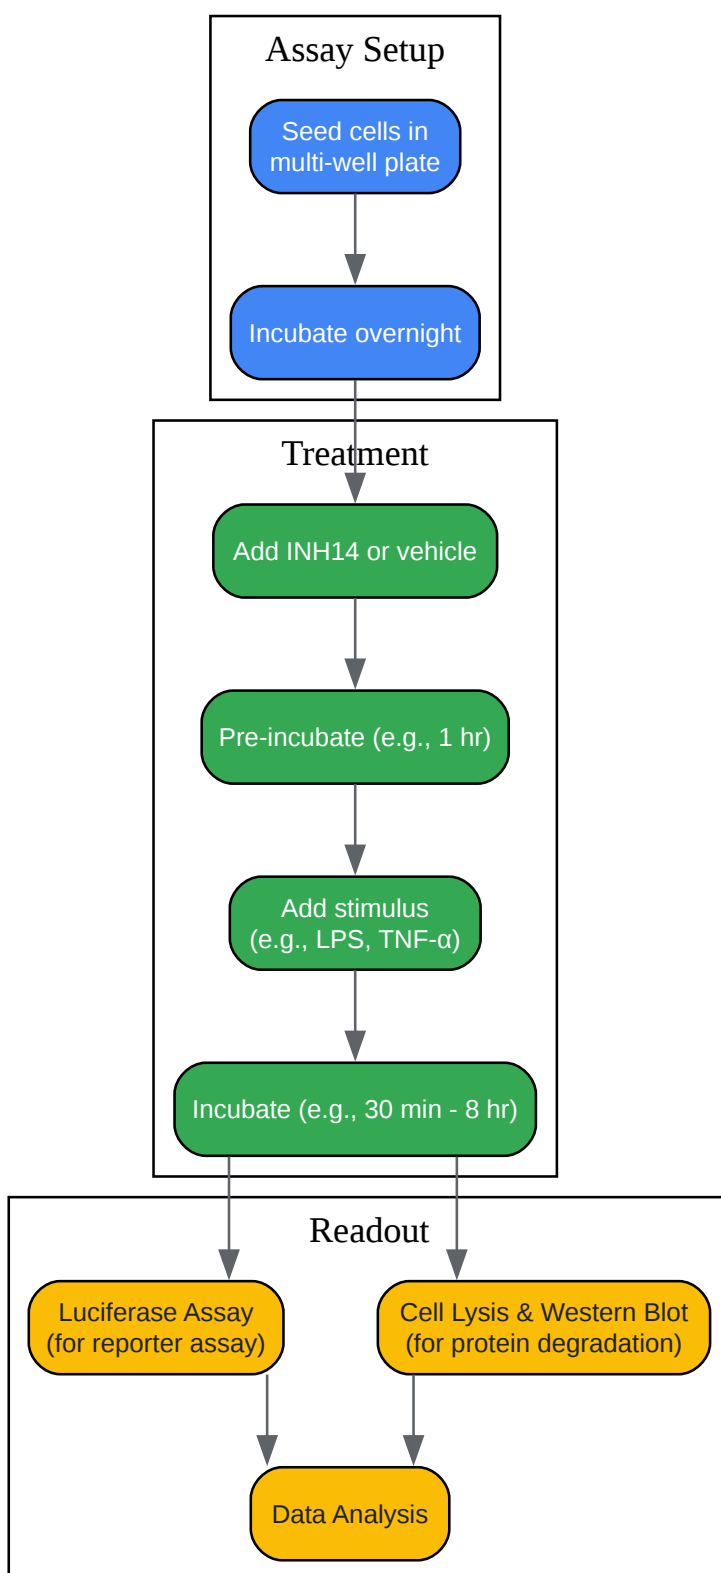 Assay Setup
Seed cells in
multi-well plate
Incubate overnight
Treatment
Add INH14 or vehicle
Pre-incubate (e.g., 1 hr)
Add stimulus
(e.g., LPS, TNF-α)
Incubate (e.g., 30 min - 8 hr)
Readout
Luciferase Assay
(for reporter assay)
Cell Lysis & Western Blot
(for protein degradation)
Data Analysis